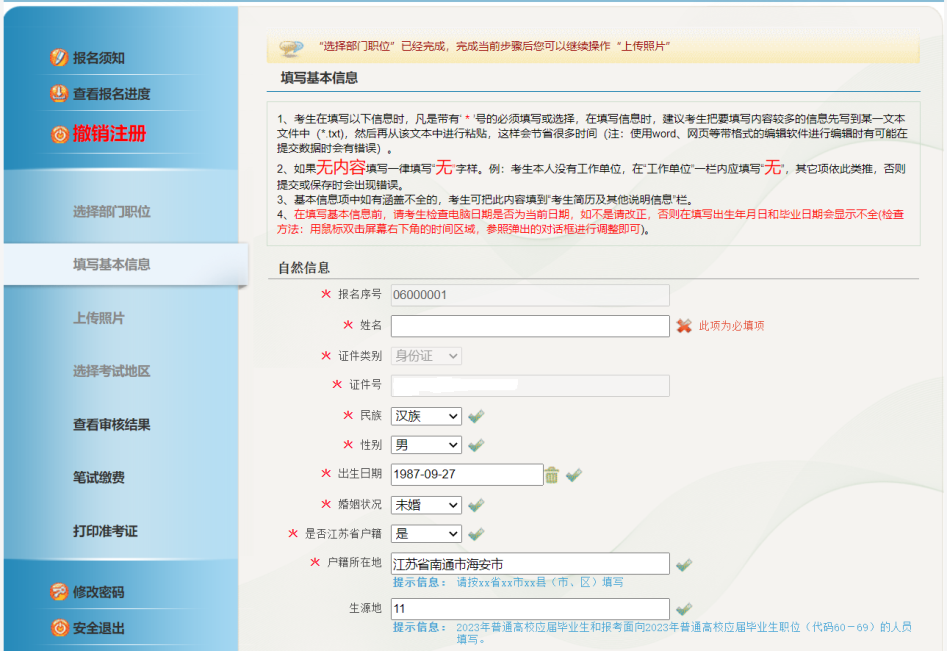 报名须知
查看报名进度
撤销注册
选择部门职位
填写基本信息
上传照片
选择考试地区
查看审核结果
笔试缴费
打印准考证
修改密码
安全退出
“选择部门职位”已经完成，完成当前步骤后您可以继续操作“上传照片”
填写基本信息
1、考生在填写以下信息时，凡是带有' * '号的必须填写或选择，在填写信息时，建议考生把要填写内容较多的信息先写到某一文本
文件中（*.txt），然后再从该文本中进行粘贴，这样会节省很多时间（注：使用word、网页等带格式的编辑软件进行编辑时有可能在
提交数据时会有错误）。
2、如果无内容填写一律填写“无”字样。例：考生本人没有工作单位，在“工作单位”一栏内应填写“无”，其它项依此类推，否则
提交或保存时会出现错误。
3、基本信息项中如有涵盖不全的，考生可把此内容填到“考生简历及其他说明信息”栏。
4、在填写基本信息前，请考生检查电脑日期是否为当前日期，如不是请改正，否则在填写出生年月日和毕业日期会显示不全(检查
方法：用鼠标双击屏幕右下角的时间区域，参照弹出的对话框进行调整即可)。
自然信息
* 报名序号 06000001
* 姓名 此项为必填项
* 证件类别 身份证
* 证件号
* 民族 汉族
* 性别 男
* 出生日期 1987-09-27
* 婚姻状况 未婚
* 是否江苏省户籍 是
* 户籍所在地 江苏省南通市海安市
提示信息： 请按xx省xx市xx县（市、区）填写
生源地 11
提示信息： 2023年普通高校应届毕业生和报考面向2023年普通高校应届毕业生职位（代码60－69）的人员
填写。